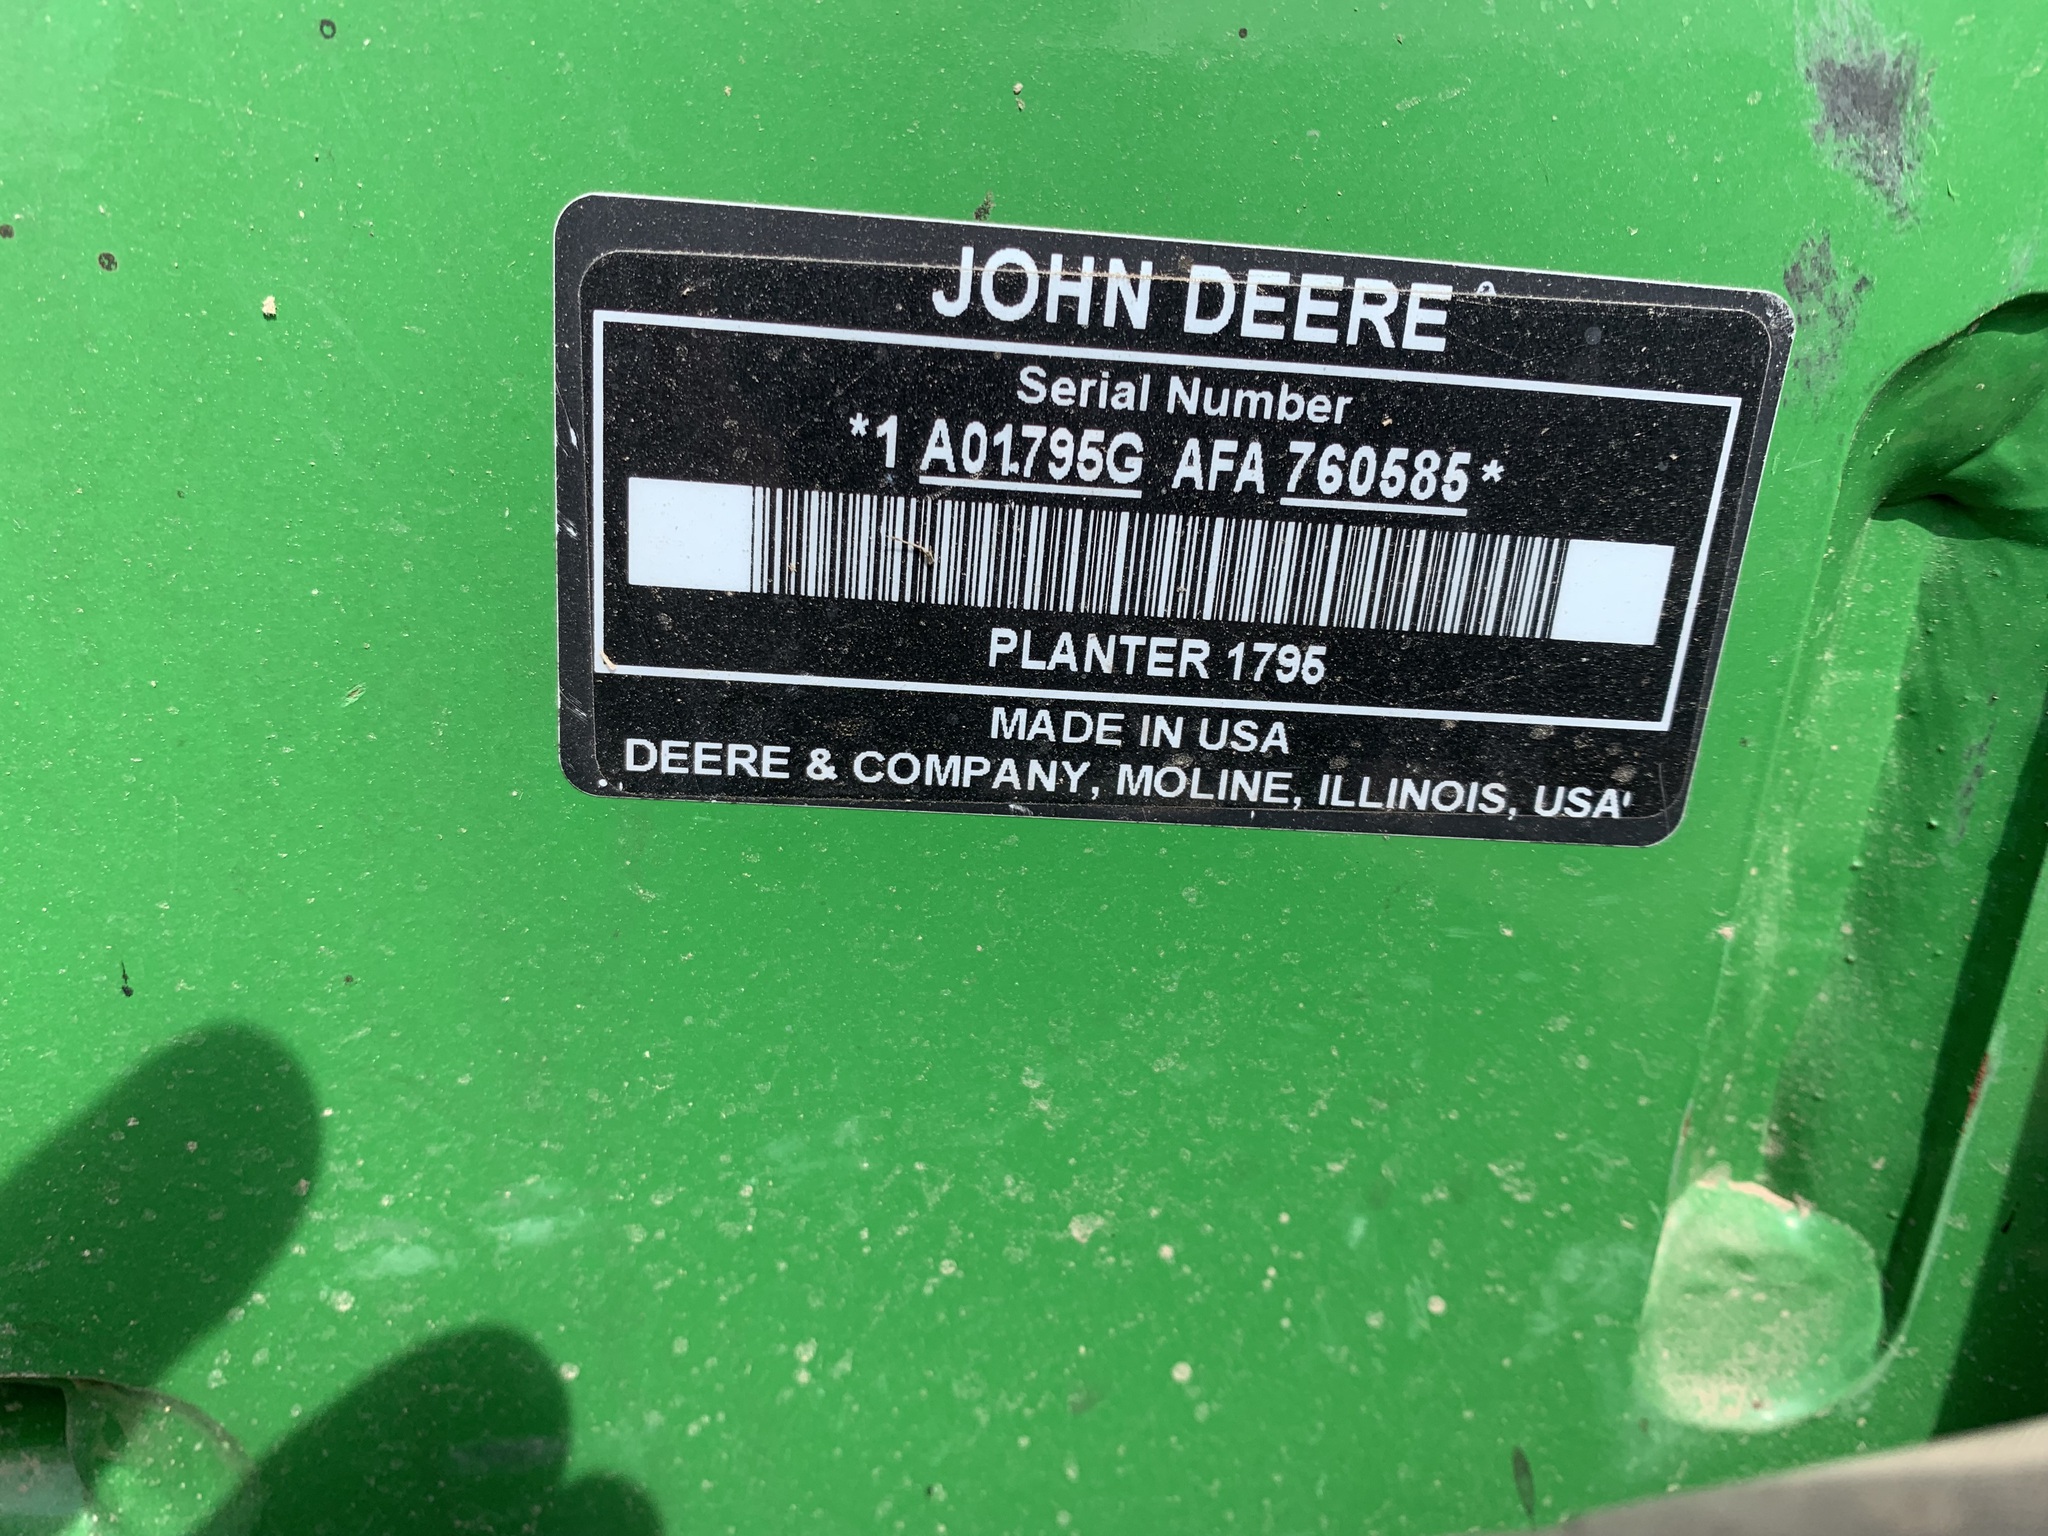 JOHN DEERE
Serial Number
*1 A01795G AFA 760585*
PLANTER 1795
MADE IN USA
DEERE & COMPANY, MOLINE, ILLINOIS, USA